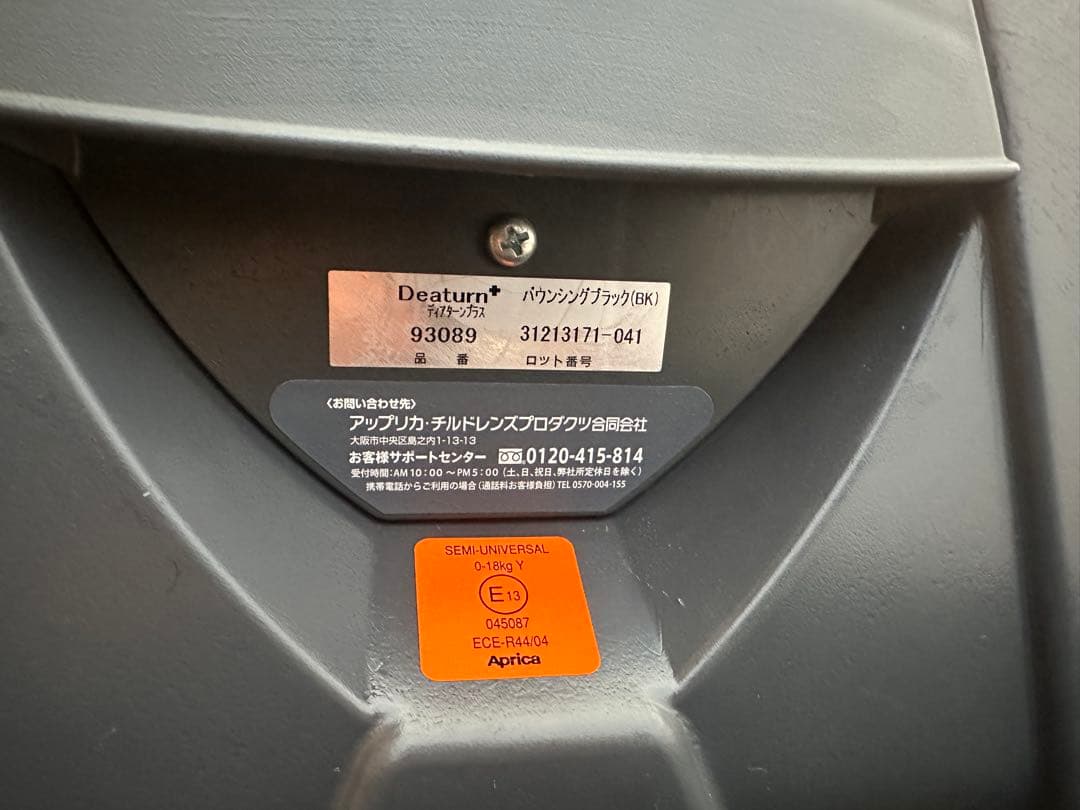 Deaturn+ バウンシングブラック(BK)
ディアターンプラス
93089 31213171-041
品 番 ロット番号
〈お問い合わせ先〉
アップリカ・チルドレンズプロダクツ合同会社
大阪市中央区島之内1-13-13
お客様サポートセンター 0120-415-814
受付時間:AM10:00～PM5:00(土、日、祝日、弊社所定休日を除く)
携帯電話からご利用の場合(通話料お客様負担)TEL 0570-004-155
SEMI-UNIVERSAL
0-18kg Y
E13
045087
ECE-R44/04
Aprica